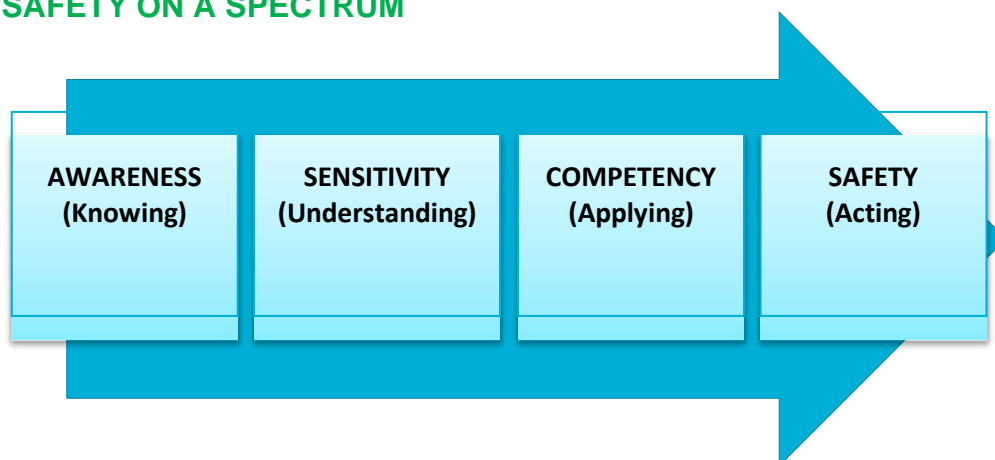 SAFETY ON A SPECTRUM
AWARENESS
(Knowing)
SENSITIVITY
(Understanding)
COMPETENCY
(Applying)
SAFETY
(Acting)